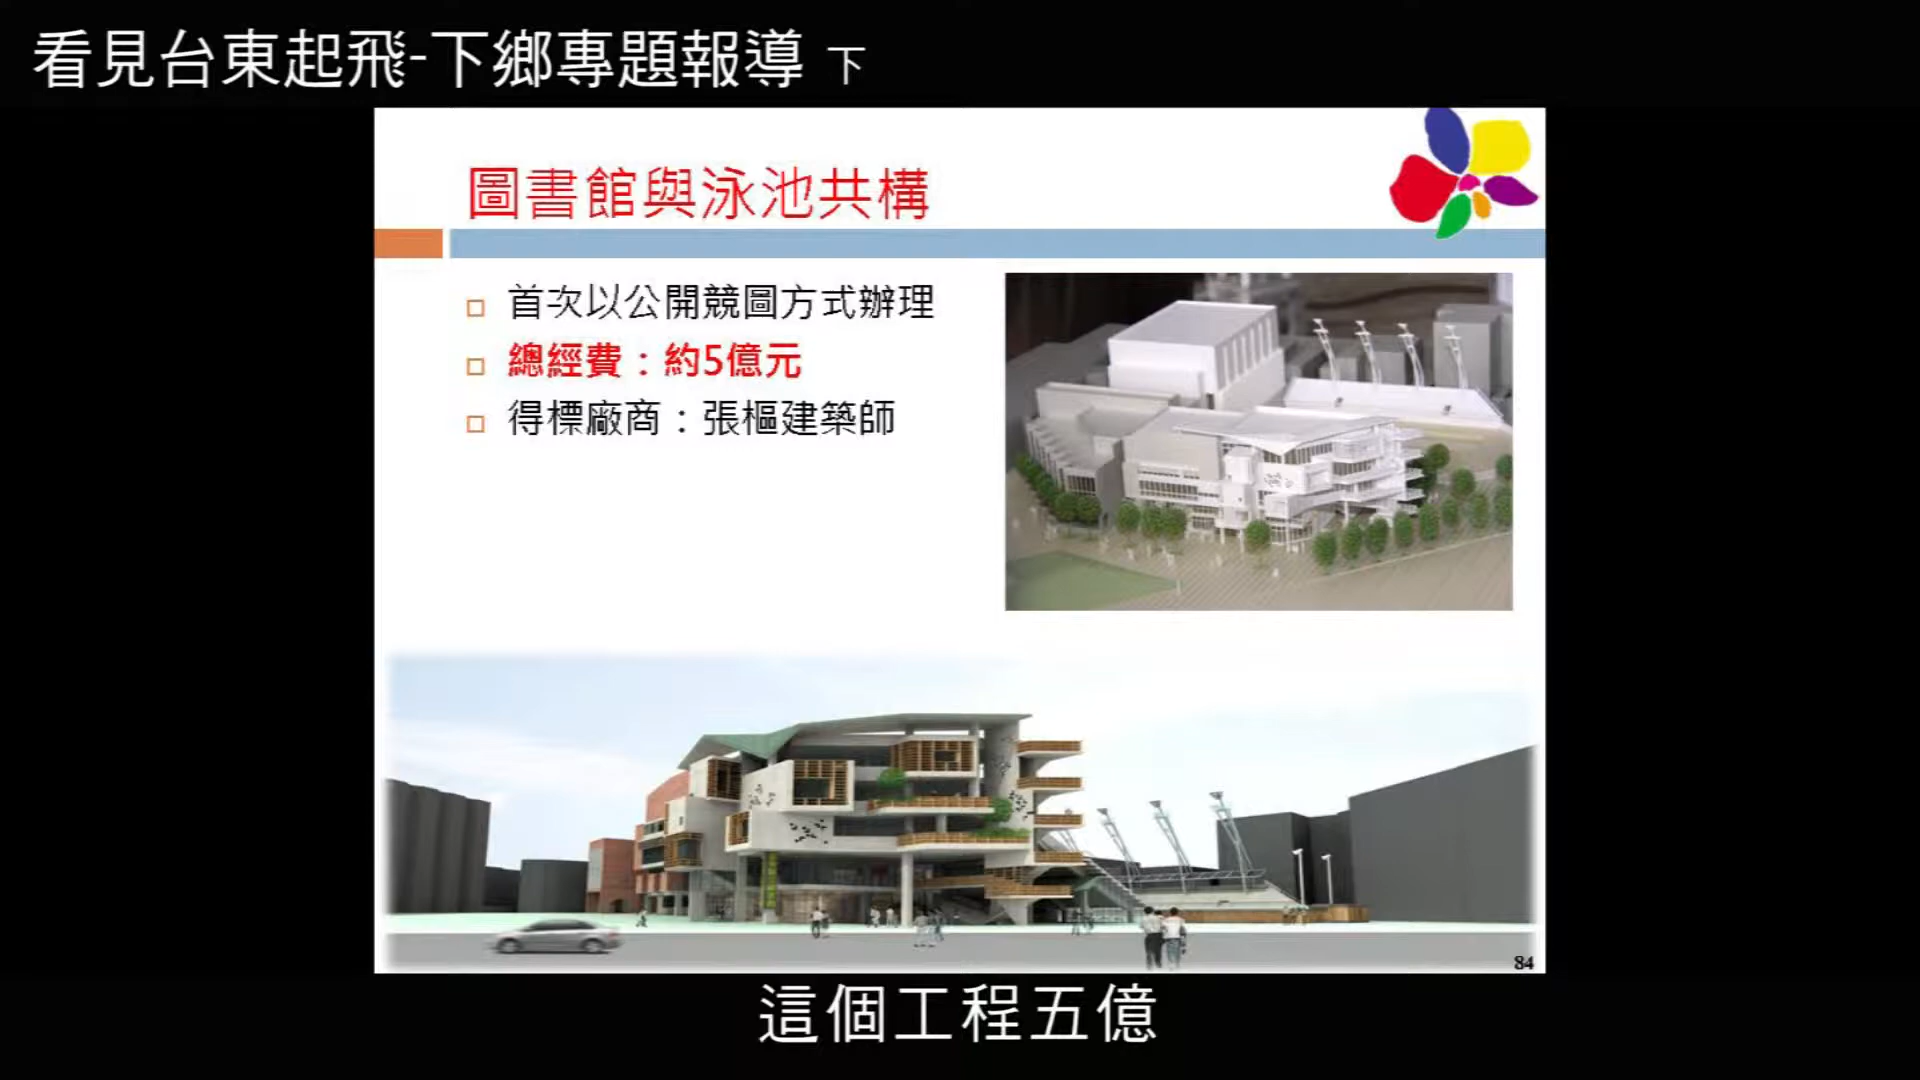 看見台東起飛-下鄉專題報導 下
圖書館與泳池共構
首次以公開競圖方式辦理
總經費：約5億元
得標廠商：張樞建築師
84
這個工程五億